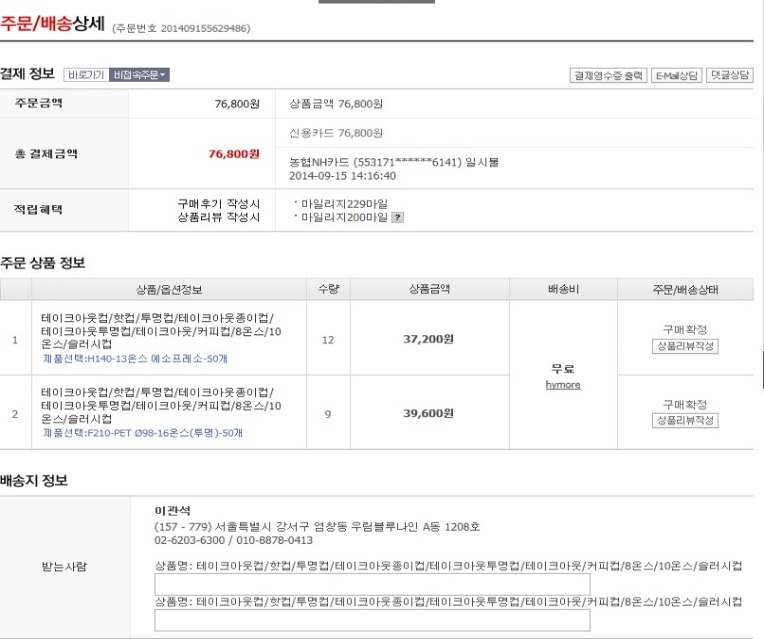 주문/배송상세 (주문번호 201409155629486)
결제 정보 바로가기 비접속주문 결제영수증 출력 E-Mail상담 댓글상담
주문금액 76,800원 상품금액 76,800원
총 결제금액 76,800원 신용카드 76,800원
농협NH카드 (553171******6141) 일시불
2014-09-15 14:16:40
적립혜택 구매후기 작성시 · 마일리지229마일
상품리뷰 작성시 · 마일리지200마일 ?
주문 상품 정보
상품/옵션정보 수량 상품금액 배송비 주문/배송상태
1 테이크아웃컵/핫컵/투명컵/테이크아웃종이컵/
테이크아웃투명컵/테이크아웃/커피컵/8온스/10
온스/슬러시컵
제품선택:H140-13온스 에소프레소-50개
12 37,200원 무료 구매확정
hymore 상품리뷰작성
2 테이크아웃컵/핫컵/투명컵/테이크아웃종이컵/
테이크아웃투명컵/테이크아웃/커피컵/8온스/10
온스/슬러시컵
제품선택:F210-PET Ø98-16온스(투명)-50개
9 39,600원 구매확정
상품리뷰작성
배송지 정보
받는사람 이관석
(157 - 779) 서울특별시 강서구 염창동 우림블루나인 A동 1208호
02-6203-6300 / 010-8878-0413
상품명: 테이크아웃컵/핫컵/투명컵/테이크아웃종이컵/테이크아웃투명컵/테이크아웃/커피컵/8온스/10온스/슬러시컵
상품명: 테이크아웃컵/핫컵/투명컵/테이크아웃종이컵/테이크아웃투명컵/테이크아웃/커피컵/8온스/10온스/슬러시컵